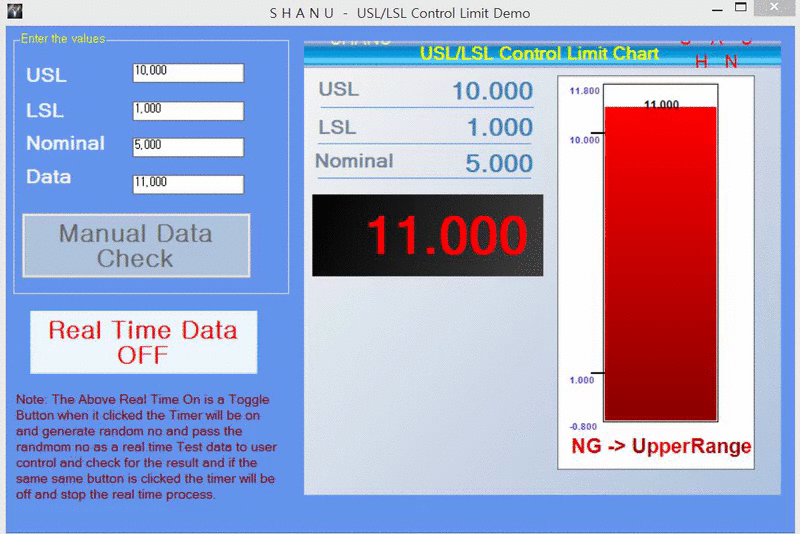 S H A N U - USL/LSL Control Limit Demo
Enter the values
USL 10,000
LSL 1,000
Nominal 5,000
Data 11,000
Manual Data
Check
Real Time Data
OFF
Note: The Above Real Time On is a Toggle
Button when it clicked the Timer will be on
and generate random no and pass the
randmom no as a real time Test data to user
control and check for the result and if the
same same button is clicked the timer will be
off and stop the real time process.
SHANU
USL/LSL Control Limit Chart
S A U
H N
USL 10.000
LSL 1.000
Nominal 5.000
11.000
11.800
11.000
10.000
1.000
-0.800
NG -> UpperRange